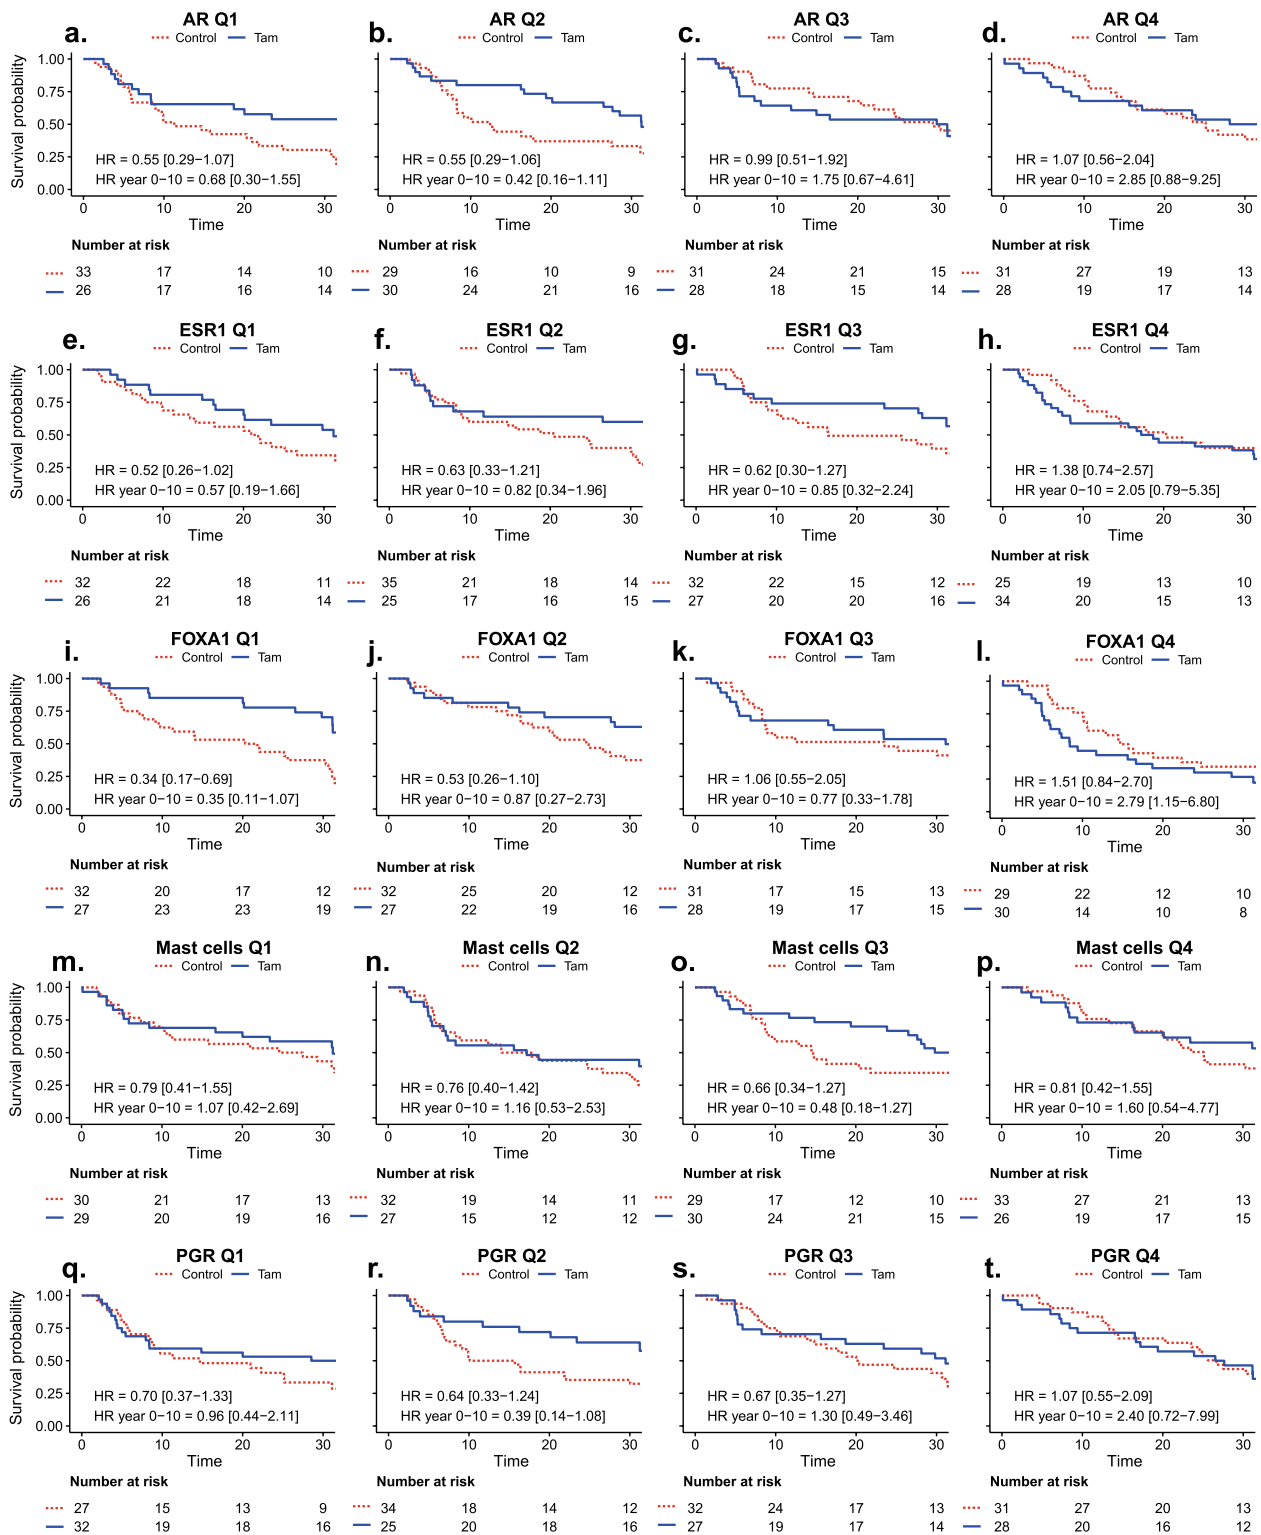 a. AR Q1
Control Tam
b. AR Q2
Control Tam
c. AR Q3
Control Tam
d. AR Q4
Control Tam
Survival probability
1.00
0.75
0.50
0.25
0.00
HR = 0.55 [0.29−1.07]
HR year 0−10 = 0.68 [0.30−1.55]
HR = 0.55 [0.29−1.06]
HR year 0−10 = 0.42 [0.16−1.11]
HR = 0.99 [0.51−1.92]
HR year 0−10 = 1.75 [0.67−4.61]
HR = 1.07 [0.56−2.04]
HR year 0−10 = 2.85 [0.88−9.25]
0 10 20 30 0 10 20 30 0 10 20 30 0 10 20 30
Time Time Time Time
Number at risk Number at risk Number at risk Number at risk
33 17 14 10 29 16 10 9 31 24 21 15 31 27 19 13
26 17 16 14 30 24 21 16 28 18 15 14 28 19 17 14
e. ESR1 Q1
Control Tam
f. ESR1 Q2
Control Tam
g. ESR1 Q3
Control Tam
h. ESR1 Q4
Control Tam
Survival probability
1.00
0.75
0.50
0.25
0.00
HR = 0.52 [0.26−1.02]
HR year 0−10 = 0.57 [0.19−1.66]
HR = 0.63 [0.33−1.21]
HR year 0−10 = 0.82 [0.34−1.96]
HR = 0.62 [0.30−1.27]
HR year 0−10 = 0.85 [0.32−2.24]
HR = 1.38 [0.74−2.57]
HR year 0−10 = 2.05 [0.79−5.35]
0 10 20 30 0 10 20 30 0 10 20 30 0 10 20 30
Time Time Time Time
Number at risk Number at risk Number at risk Number at risk
32 22 18 11 35 21 18 14 32 22 15 12 25 19 13 10
26 21 18 14 25 17 16 15 27 20 20 16 34 20 15 13
i. FOXA1 Q1
Control Tam
j. FOXA1 Q2
Control Tam
k. FOXA1 Q3
Control Tam
l. FOXA1 Q4
Control Tam
Survival probability
1.00
0.75
0.50
0.25
0.00
HR = 0.34 [0.17−0.69]
HR year 0−10 = 0.35 [0.11−1.07]
HR = 0.53 [0.26−1.10]
HR year 0−10 = 0.87 [0.27−2.73]
HR = 1.06 [0.55−2.05]
HR year 0−10 = 0.77 [0.33−1.78]
HR = 1.51 [0.84−2.70]
HR year 0−10 = 2.79 [1.15−6.80]
0 10 20 30 0 10 20 30 0 10 20 30 0 10 20 30
Time Time Time Time
Number at risk Number at risk Number at risk Number at risk
32 20 17 12 32 25 20 12 31 17 15 13 29 22 12 10
27 23 23 19 27 22 19 16 28 19 17 15 30 14 10 8
m. Mast cells Q1
Control Tam
n. Mast cells Q2
Control Tam
o. Mast cells Q3
Control Tam
p. Mast cells Q4
Control Tam
Survival probability
1.00
0.75
0.50
0.25
0.00
HR = 0.79 [0.41−1.55]
HR year 0−10 = 1.07 [0.42−2.69]
HR = 0.76 [0.40−1.42]
HR year 0−10 = 1.16 [0.53−2.53]
HR = 0.66 [0.34−1.27]
HR year 0−10 = 0.48 [0.18−1.27]
HR = 0.81 [0.42−1.55]
HR year 0−10 = 1.60 [0.54−4.77]
0 10 20 30 0 10 20 30 0 10 20 30 0 10 20 30
Time Time Time Time
Number at risk Number at risk Number at risk Number at risk
30 21 17 13 32 19 14 11 29 17 12 10 33 27 21 13
29 20 19 16 27 15 12 12 30 24 21 15 26 19 17 15
q. PGR Q1
Control Tam
r. PGR Q2
Control Tam
s. PGR Q3
Control Tam
t. PGR Q4
Control Tam
Survival probability
1.00
0.75
0.50
0.25
0.00
HR = 0.70 [0.37−1.33]
HR year 0−10 = 0.96 [0.44−2.11]
HR = 0.64 [0.33−1.24]
HR year 0−10 = 0.39 [0.14−1.08]
HR = 0.67 [0.35−1.27]
HR year 0−10 = 1.30 [0.49−3.46]
HR = 1.07 [0.55−2.09]
HR year 0−10 = 2.40 [0.72−7.99]
0 10 20 30 0 10 20 30 0 10 20 30 0 10 20 30
Time Time Time Time
Number at risk Number at risk Number at risk Number at risk
27 15 13 9 34 18 14 12 32 24 17 13 31 27 20 13
32 19 18 16 25 20 18 16 27 19 17 14 28 20 16 12